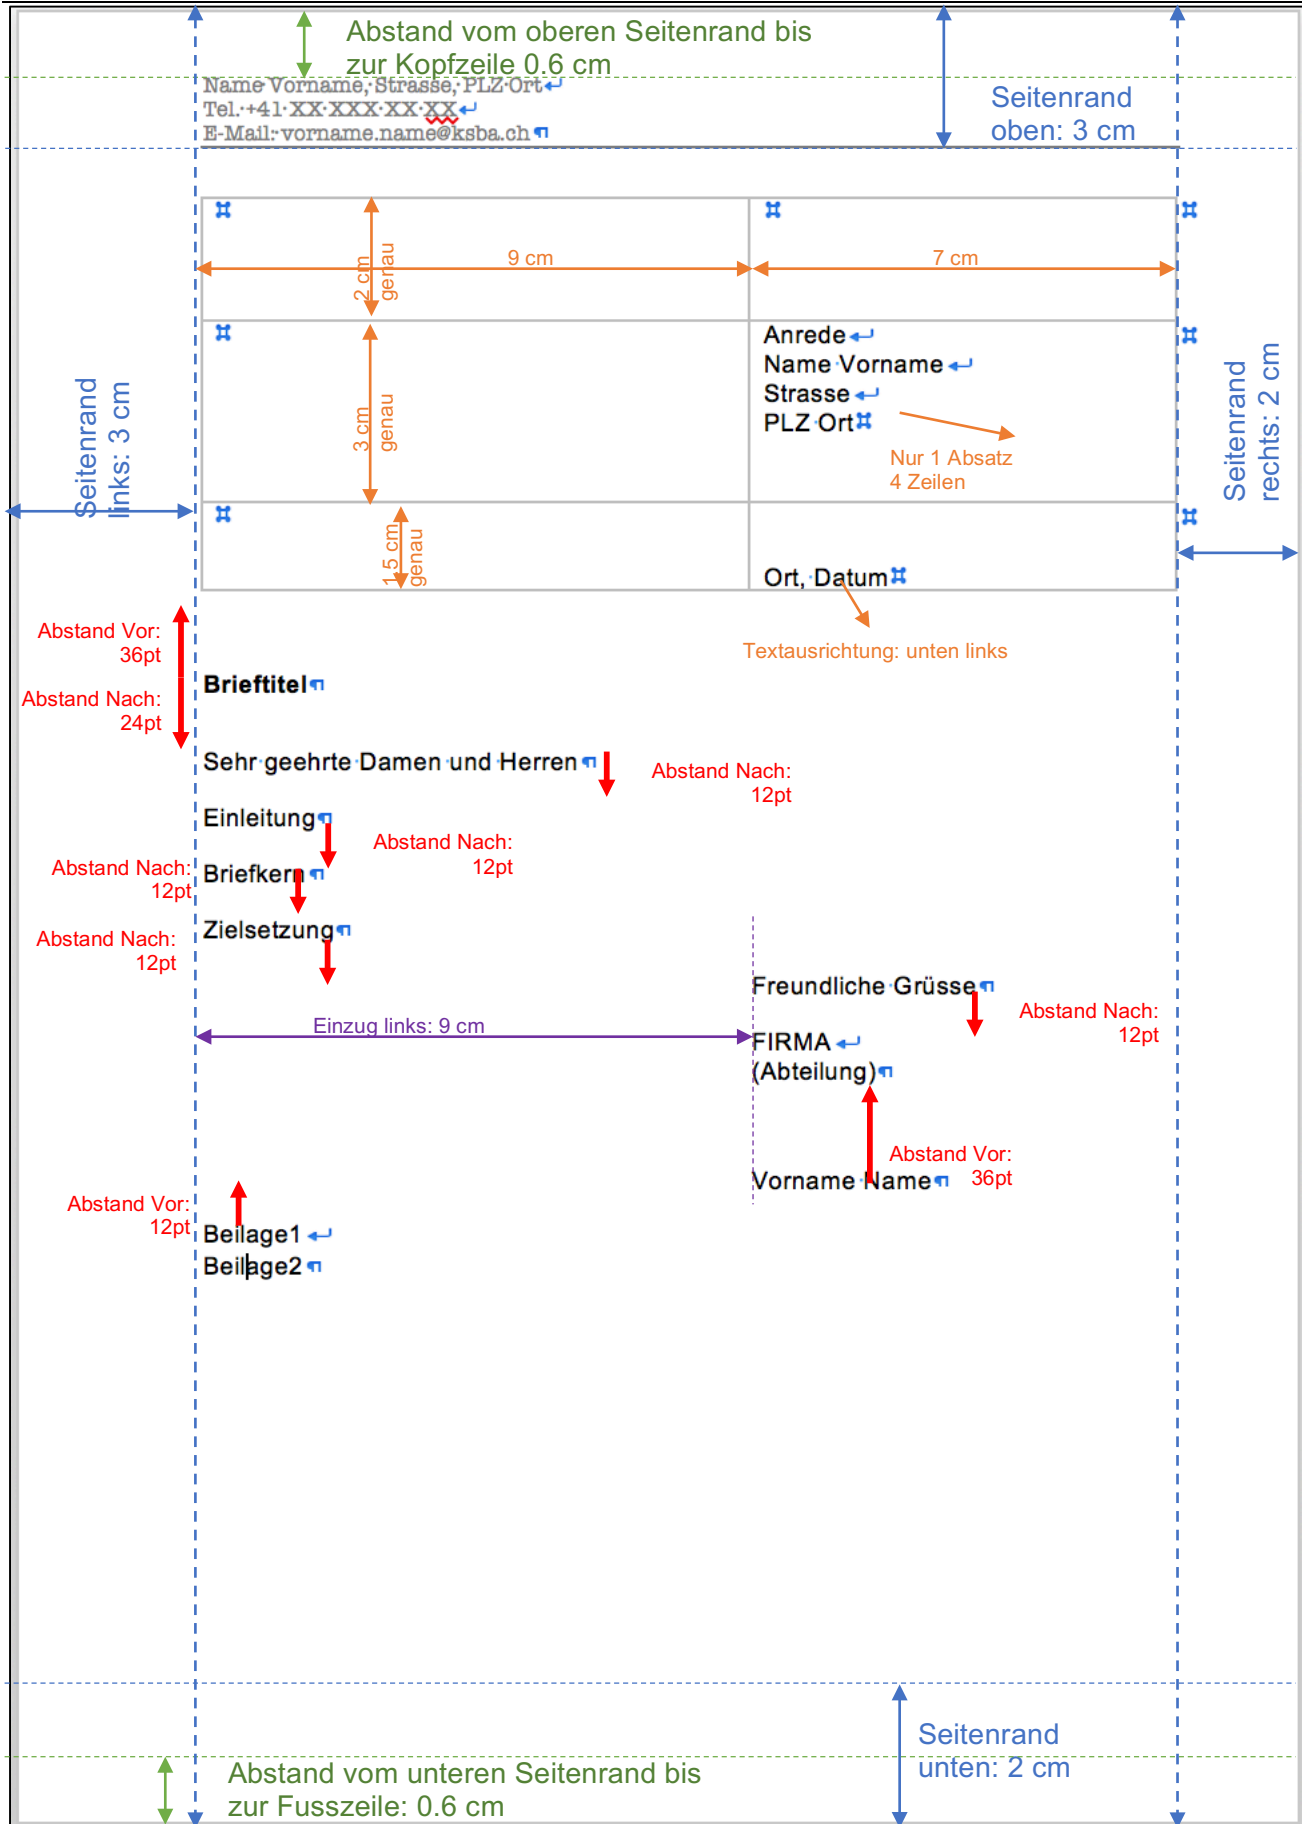 Abstand vom oberen Seitenrand bis
zur Kopfzeile 0.6 cm
Name Vorname, Strasse, PLZ Ort
Tel. +41 XX XXX XX XX
E-Mail: vorname.name@ksba.ch
Seitenrand
oben: 3 cm
9 cm
7 cm
2 cm
genau
Anrede
Name Vorname
Strasse
PLZ Ort
Nur 1 Absatz
4 Zeilen
3 cm
genau
Seitenrand
links: 3 cm
Seitenrand
rechts: 2 cm
1.5 cm
genau
Ort, Datum
Textausrichtung: unten links
Abstand Vor:
36pt
Brieftitel
Abstand Nach:
24pt
Sehr geehrte Damen und Herren
Abstand Nach:
12pt
Einleitung
Abstand Nach:
12pt
Abstand Nach:
12pt
Briefkern
Zielsetzung
Abstand Nach:
12pt
Freundliche Grüsse
Abstand Nach:
12pt
Einzug links: 9 cm
FIRMA
(Abteilung)
Abstand Vor:
36pt
Vorname Name
Abstand Vor:
12pt
Beilage1
Beilage2
Seitenrand
unten: 2 cm
Abstand vom unteren Seitenrand bis
zur Fusszeile: 0.6 cm